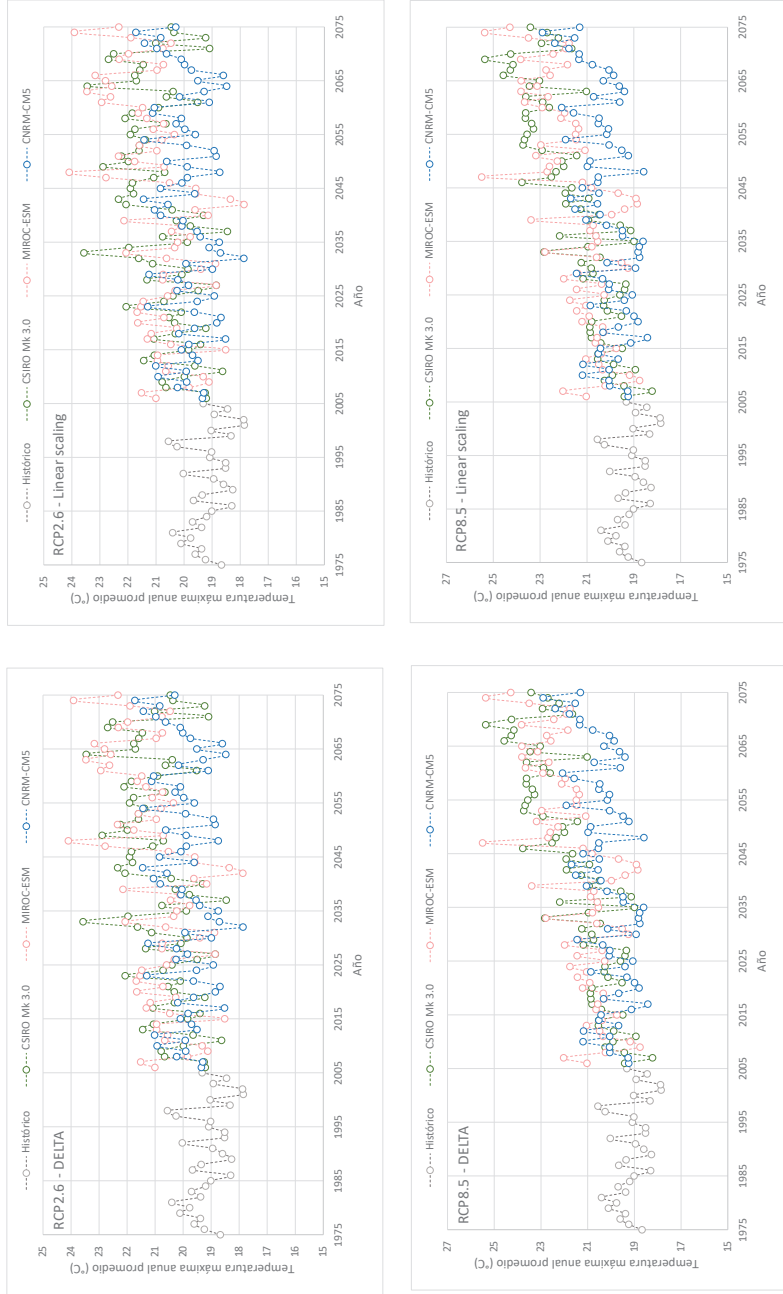 Histórico CSIRO Mk 3.0 MIROC-ESM CNRM-CM5
RCP2.6 - DELTA
Temperatura máxima anual promedio (°C)
25
24
23
22
21
20
19
18
17
16
15
1975 1985 1995 2005 2015 2025 2035 2045 2055 2065 2075
Año
Histórico CSIRO Mk 3.0 MIROC-ESM CNRM-CM5
RCP2.6 - Linear scaling
Temperatura máxima anual promedio (°C)
25
24
23
22
21
20
19
18
17
16
15
1975 1985 1995 2005 2015 2025 2035 2045 2055 2065 2075
Año
Histórico CSIRO Mk 3.0 MIROC-ESM CNRM-CM5
RCP8.5 - DELTA
Temperatura máxima anual promedio (°C)
27
25
23
21
19
17
15
1975 1985 1995 2005 2015 2025 2035 2045 2055 2065 2075
Año
Histórico CSIRO Mk 3.0 MIROC-ESM CNRM-CM5
RCP8.5 - Linear scaling
Temperatura máxima anual promedio (°C)
27
25
23
21
19
17
15
1975 1985 1995 2005 2015 2025 2035 2045 2055 2065 2075
Año